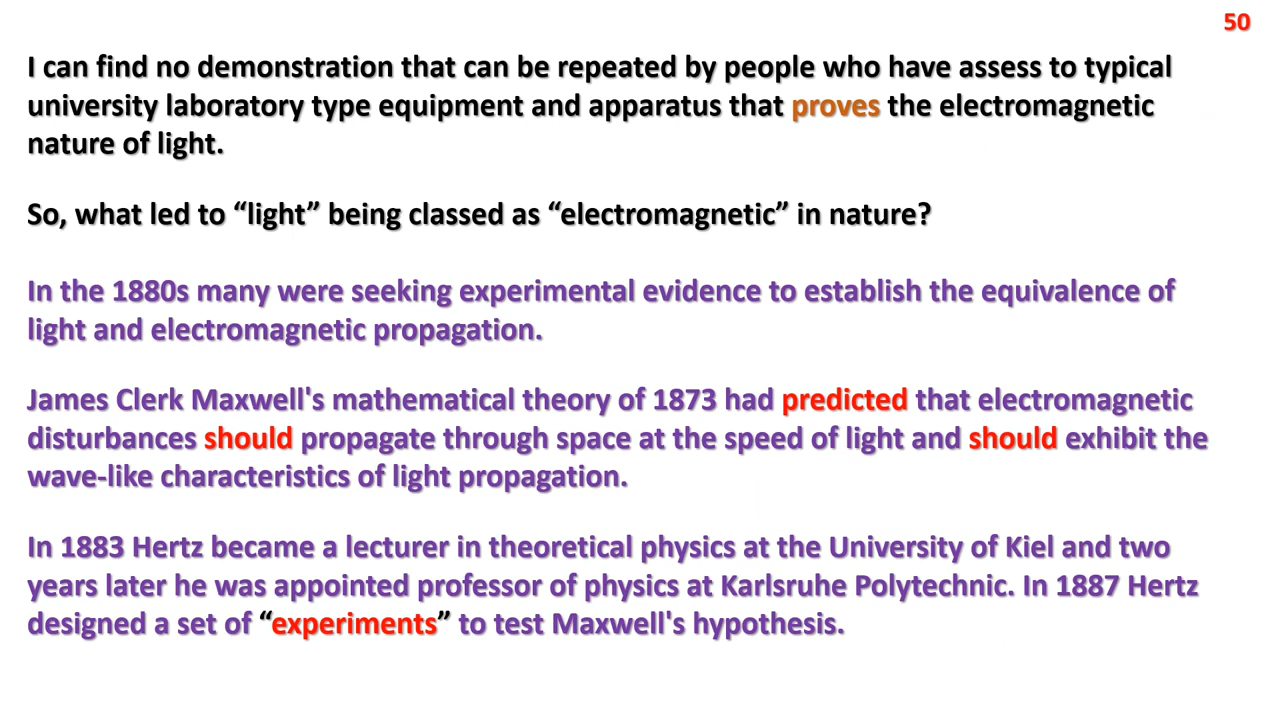 50
I can find no demonstration that can be repeated by people who have assess to typical
university laboratory type equipment and apparatus that proves the electromagnetic
nature of light.
So, what led to “light” being classed as “electromagnetic” in nature?
In the 1880s many were seeking experimental evidence to establish the equivalence of
light and electromagnetic propagation.
James Clerk Maxwell's mathematical theory of 1873 had predicted that electromagnetic
disturbances should propagate through space at the speed of light and should exhibit the
wave-like characteristics of light propagation.
In 1883 Hertz became a lecturer in theoretical physics at the University of Kiel and two
years later he was appointed professor of physics at Karlsruhe Polytechnic. In 1887 Hertz
designed a set of “experiments” to test Maxwell's hypothesis.